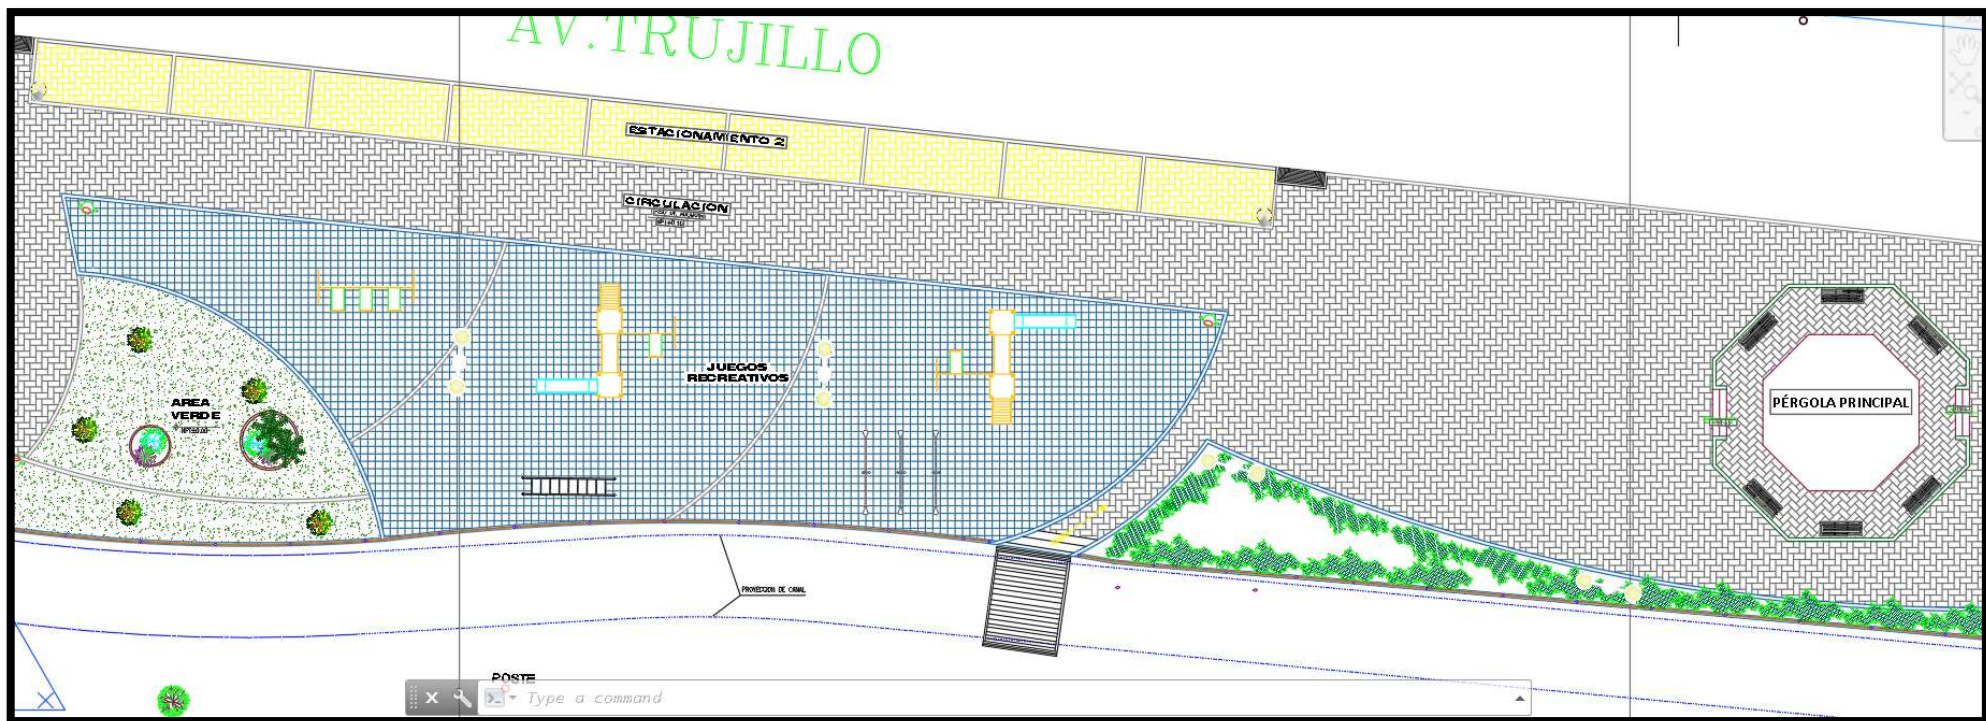 AV.TRUJILLO
ESTACIONAMIENTO 2
CIRCULACION
JUEGOS
RECREATIVOS
AREA
VERDE
PÉRGOLA PRINCIPAL
PROYECCION DE CANAL
POSTE
Type a command